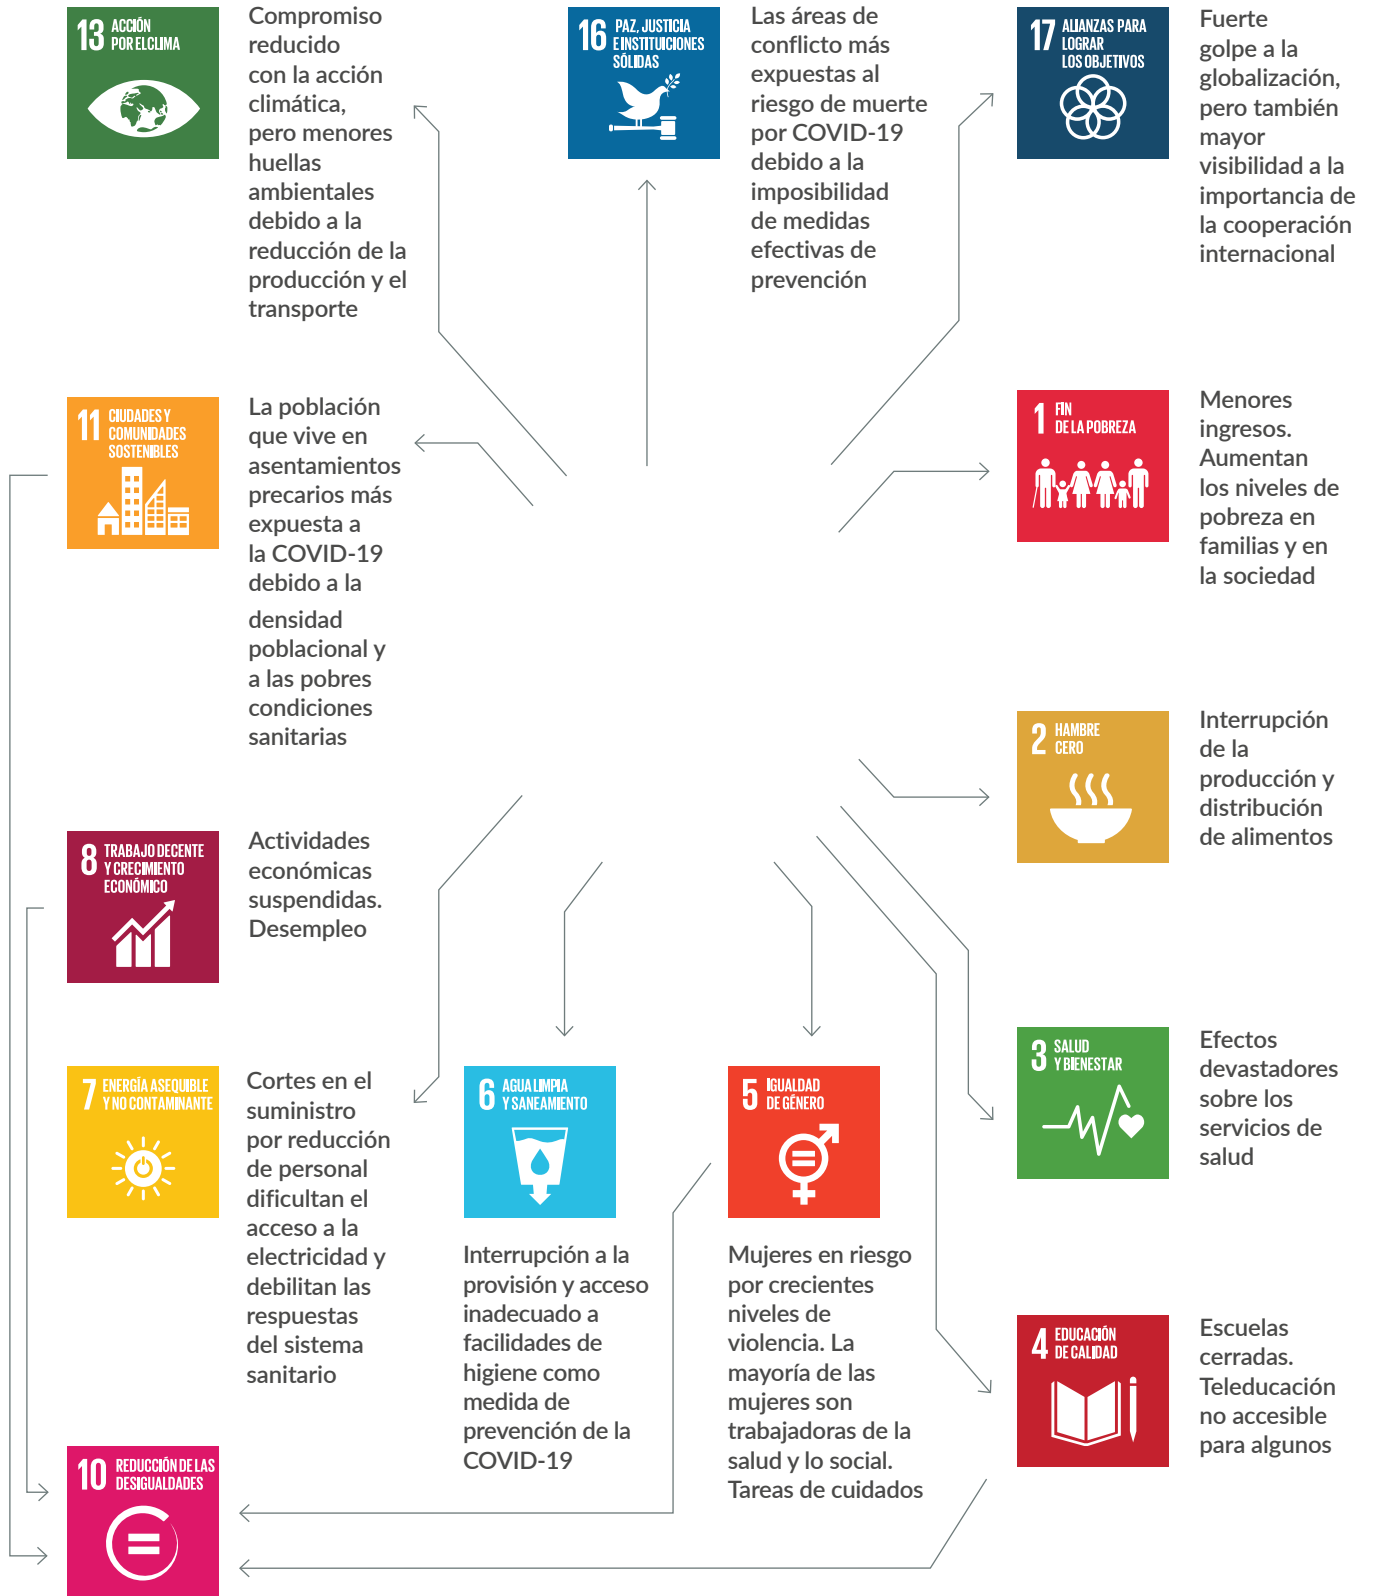 13 ACCIÓN
POR EL CLIMA
Compromiso
reducido
con la acción
climática,
pero menores
huellas
ambientales
debido a la
reducción de la
producción y el
transporte
16 PAZ, JUSTICIA
E INSTITUCIONES
SÓLIDAS
Las áreas de
conflicto más
expuestas al
riesgo de muerte
por COVID-19
debido a la
imposibilidad
de medidas
efectivas de
prevención
17 ALIANZAS PARA
LOGRAR
LOS OBJETIVOS
Fuerte
golpe a la
globalización,
pero también
mayor
visibilidad a la
importancia de
la cooperación
internacional
11 CIUDADES Y
COMUNIDADES
SOSTENIBLES
La población
que vive en
asentamientos
precarios más
expuesta a
la COVID-19
debido a la
densidad
poblacional y
a las pobres
condiciones
sanitarias
1 FIN
DE LA POBREZA
Menores
ingresos.
Aumentan
los niveles de
pobreza en
familias y en
la sociedad
2 HAMBRE
CERO
Interrupción
de la
producción y
distribución
de alimentos
8 TRABAJO DECENTE
Y CRECIMIENTO
ECONÓMICO
Actividades
económicas
suspendidas.
Desempleo
3 SALUD
Y BIENESTAR
Efectos
devastadores
sobre los
servicios de
salud
7 ENERGÍA ASEQUIBLE
Y NO CONTAMINANTE
Cortes en el
suministro
por reducción
de personal
dificultan el
acceso a la
electricidad y
debilitan las
respuestas
del sistema
sanitario
6 AGUA LIMPIA
Y SANEAMIENTO
Interrupción a la
provisión y acceso
inadecuado a
facilidades de
higiene como
medida de
prevención de la
COVID-19
5 IGUALDAD
DE GÉNERO
Mujeres en riesgo
por crecientes
niveles de
violencia. La
mayoría de las
mujeres son
trabajadoras de la
salud y lo social.
Tareas de cuidados
4 EDUCACIÓN
DE CALIDAD
Escuelas
cerradas.
Teleducación
no accesible
para algunos
10 REDUCCIÓN DE LAS
DESIGUALDADES